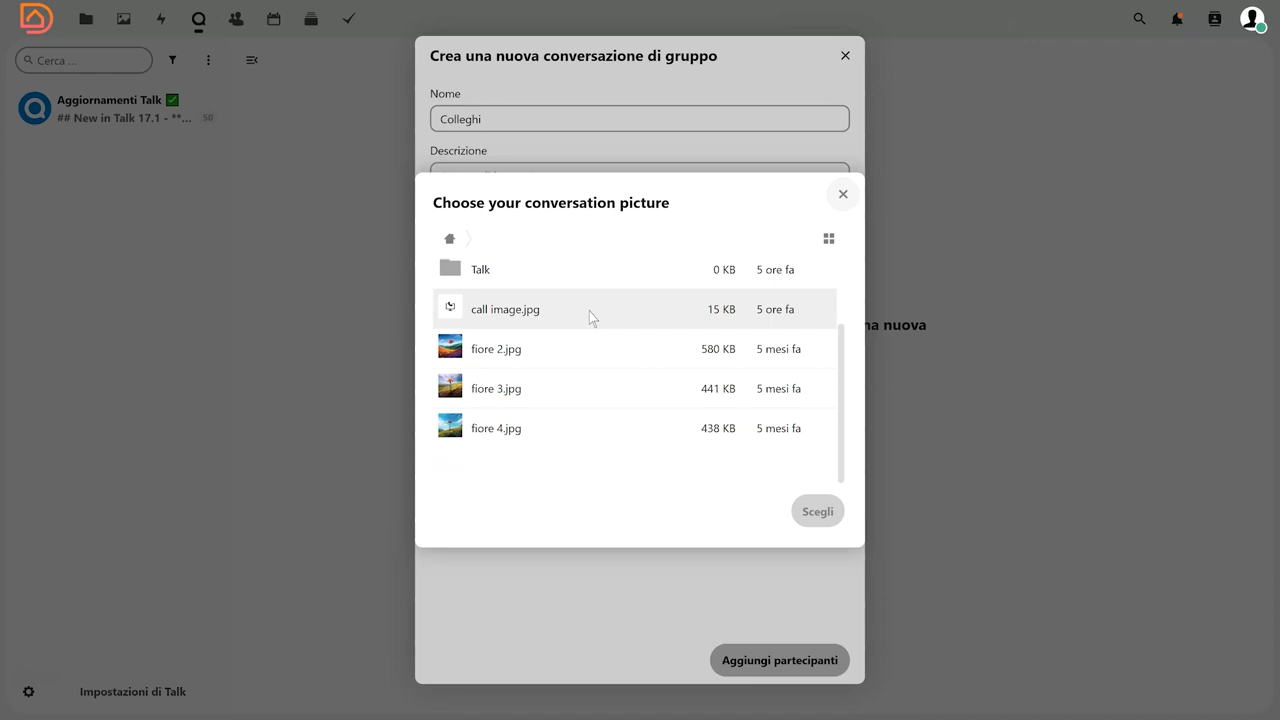 Cerca ...
Aggiornamenti Talk ✅
## New in Talk 17.1 - **... 50
Crea una nuova conversazione di gruppo
Nome
Colleghi
Descrizione
Choose your conversation picture
Talk 0 KB 5 ore fa
call image.jpg 15 KB 5 ore fa
fiore 2.jpg 580 KB 5 mesi fa
fiore 3.jpg 441 KB 5 mesi fa
fiore 4.jpg 438 KB 5 mesi fa
Scegli
nuova
Aggiungi partecipanti
Impostazioni di Talk